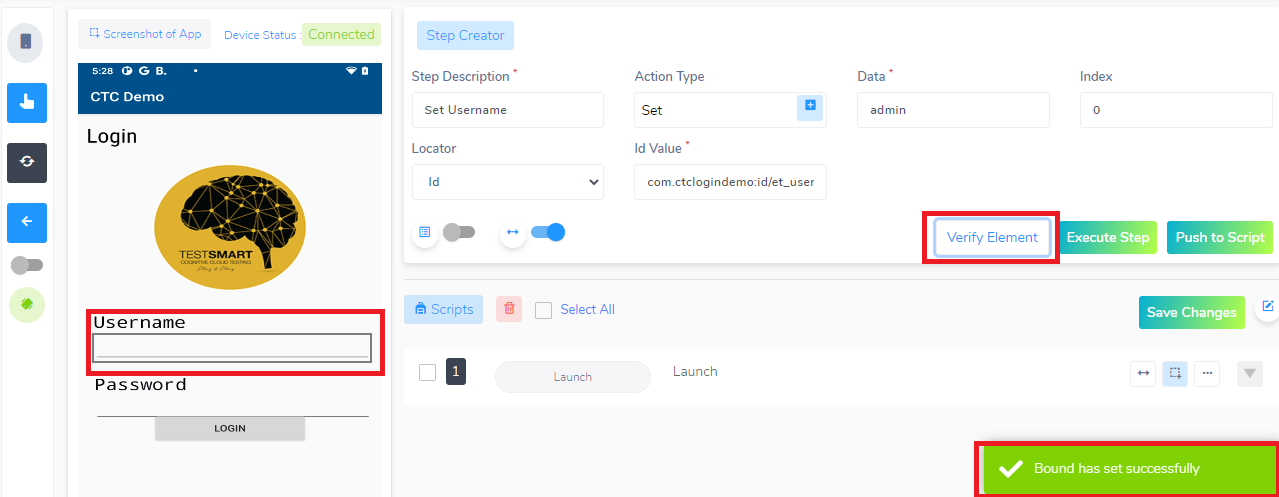 Screenshot of App
Device Status :
Connected
5:28 G B.
CTC Demo
Login
TESTSMART
COGNITIVE CLOUD TESTING
Plug & Play
Username
Password
LOGIN
Step Creator
Step Description *
Action Type
Data *
Index
Set Username
Set
admin
0
Locator
Id Value *
Id
com.ctclogindemo:id/et_user
Verify Element
Execute Step
Push to Script
Scripts
Select All
Save Changes
1
Launch
Launch
Bound has set successfully